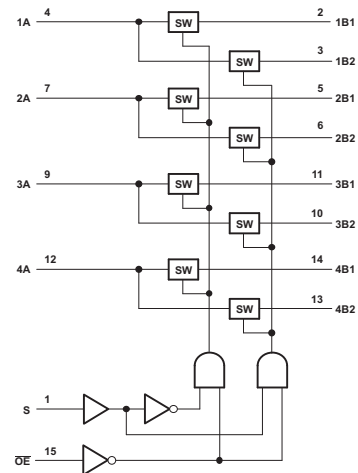 1A 4 SW 2 1B1
SW 3 1B2
2A 7 SW 5 2B1
SW 6 2B2
3A 9 SW 11 3B1
SW 10 3B2
4A 12 SW 14 4B1
SW 13 4B2
S 1
O̅E̅ 15